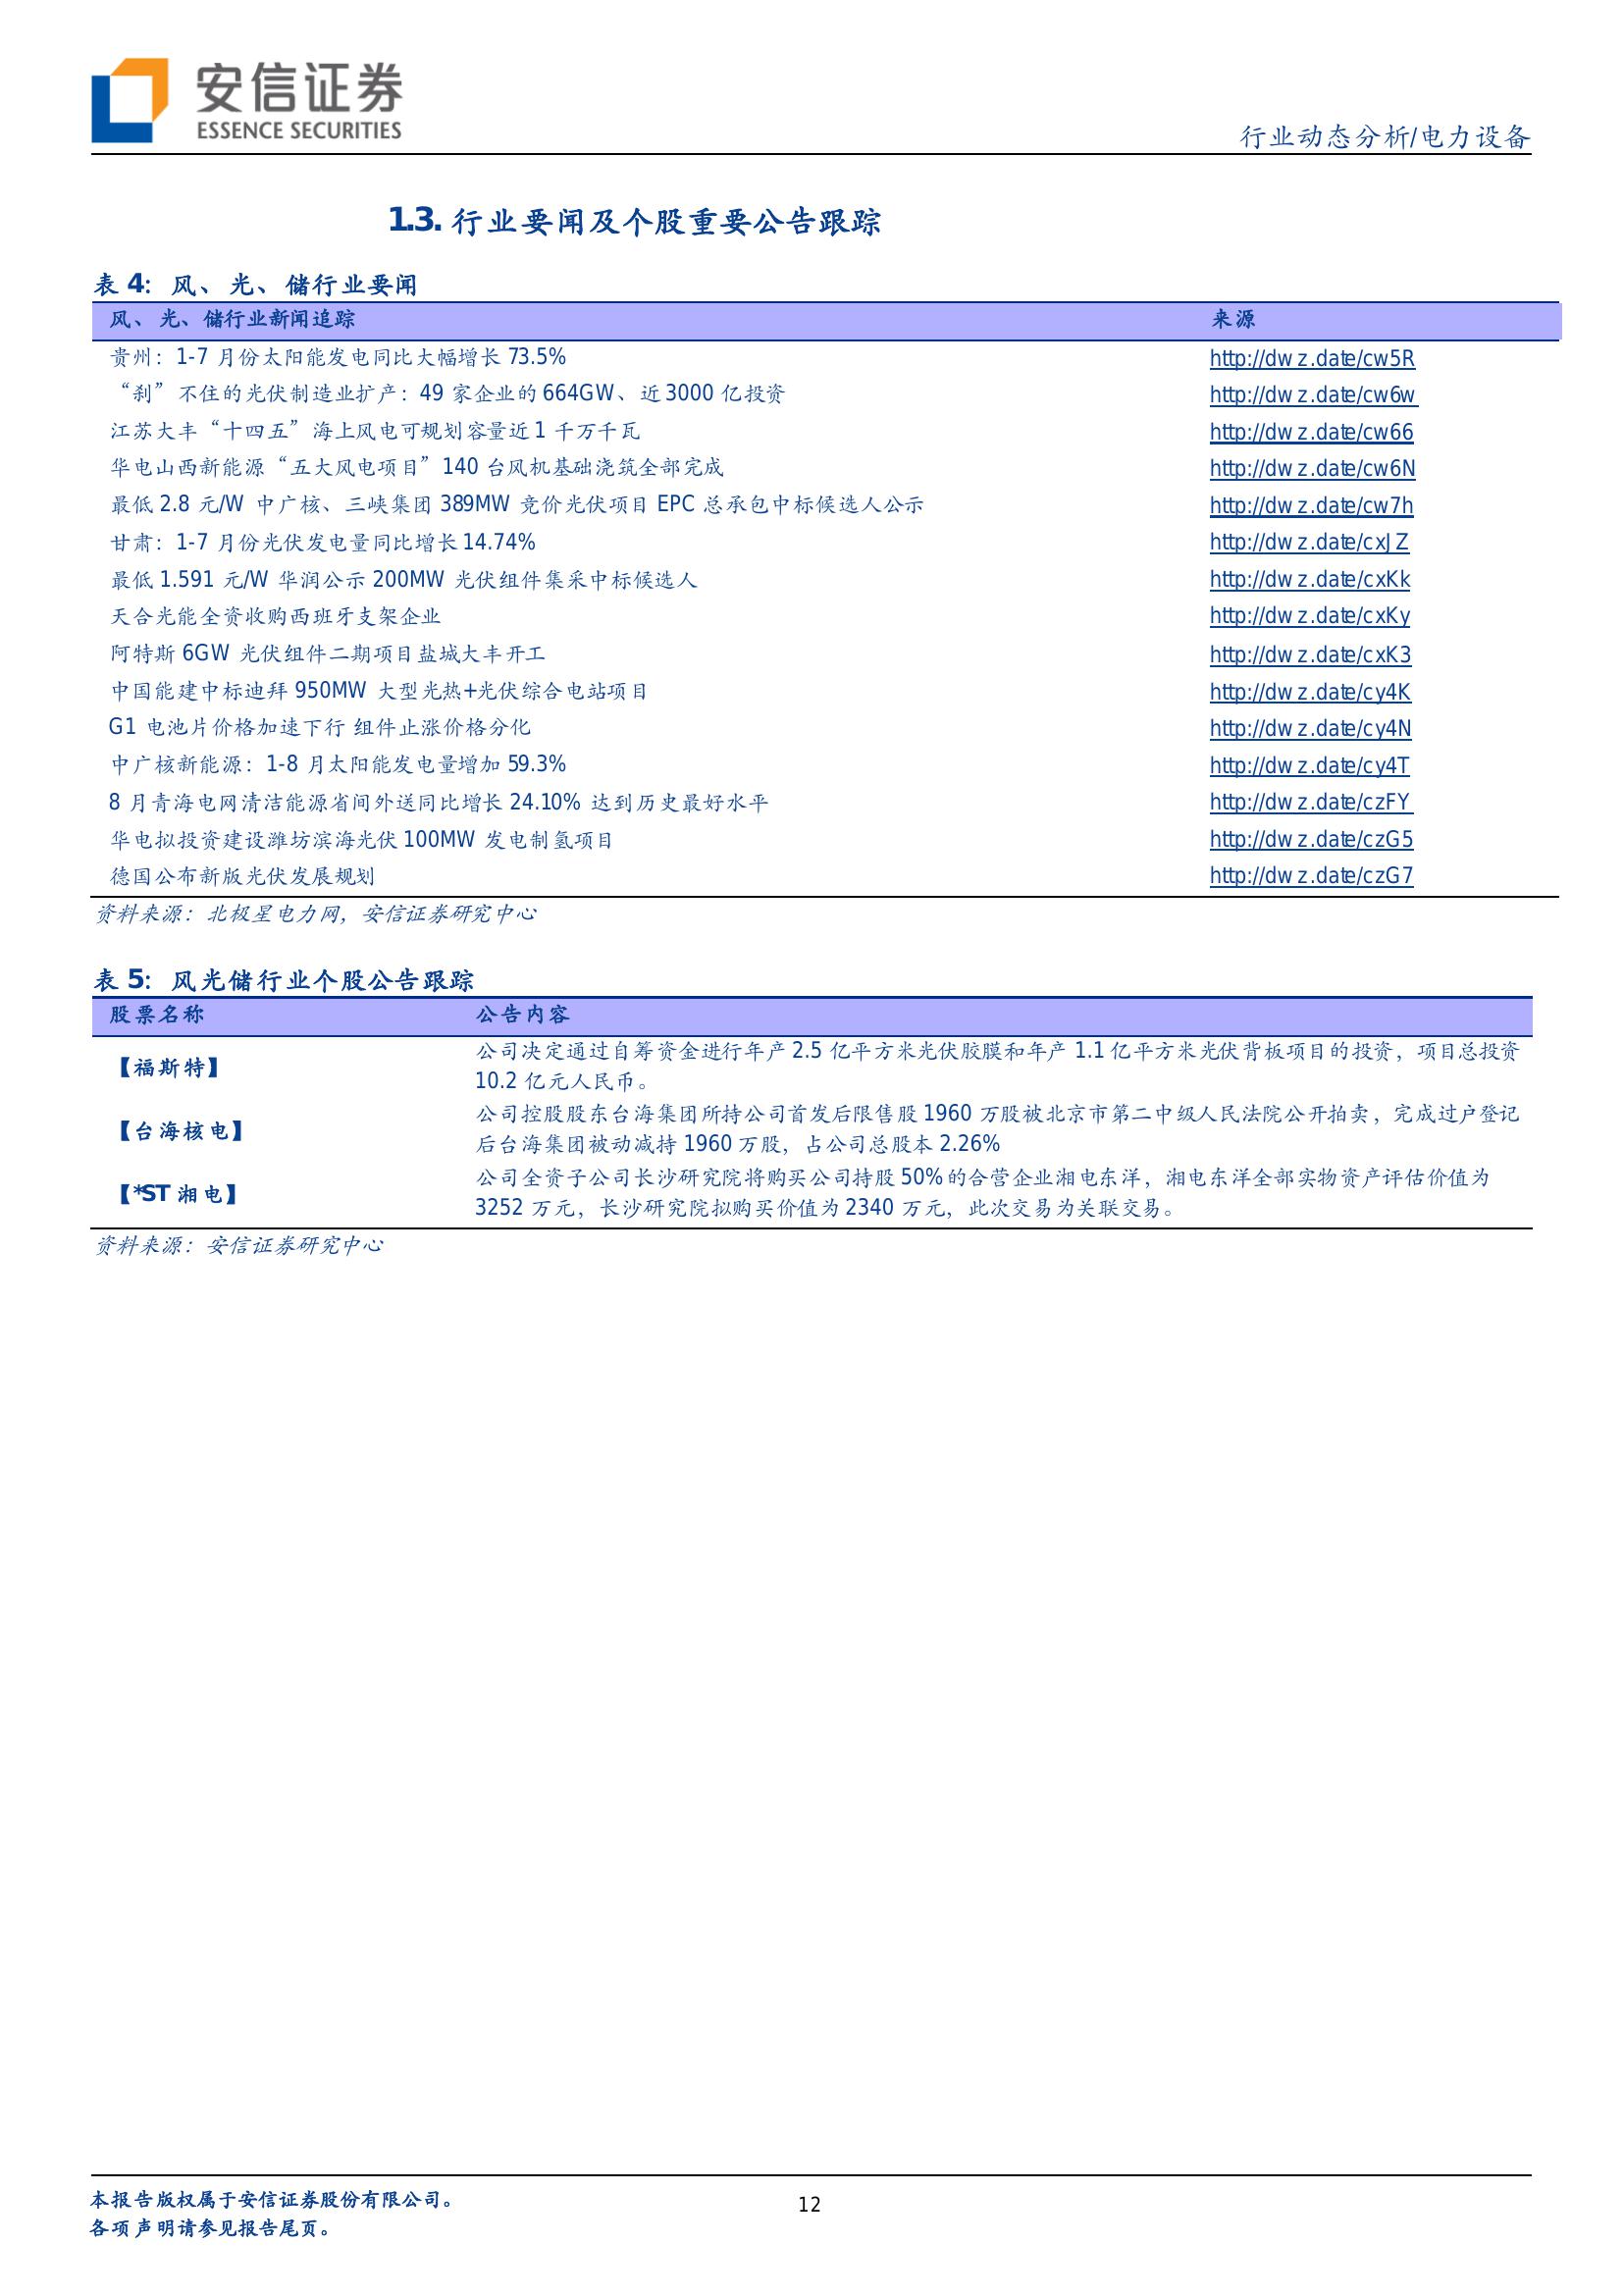 安信证券
ESSENCE SECURITIES
行业动态分析/电力设备
1.3. 行业要闻及个股重要公告跟踪
表 4：风、光、储行业要闻
风、光、储行业新闻追踪 来源
贵州：1-7 月份太阳能发电同比大幅增长 73.5% http://dwz.date/cw5R
“刹”不住的光伏制造业扩产：49 家企业的 664GW、近 3000 亿投资 http://dwz.date/cw6w
江苏大丰“十四五”海上风电可规划容量近 1 千万千瓦 http://dwz.date/cw66
华电山西新能源“五大风电项目”140 台风机基础浇筑全部完成 http://dwz.date/cw6N
最低 2.8 元/W 中广核、三峡集团 389MW 竞价光伏项目 EPC 总承包中标候选人公示 http://dwz.date/cw7h
甘肃：1-7 月份光伏发电量同比增长 14.74% http://dwz.date/cxJZ
最低 1.591 元/W 华润公示 200MW 光伏组件集采中标候选人 http://dwz.date/cxKk
天合光能全资收购西班牙支架企业 http://dwz.date/cxKy
阿特斯 6GW 光伏组件二期项目盐城大丰开工 http://dwz.date/cxK3
中国能建中标迪拜 950MW 大型光热+光伏综合电站项目 http://dwz.date/cy4K
G1 电池片价格加速下行 组件止涨价格分化 http://dwz.date/cy4N
中广核新能源：1-8 月太阳能发电量增加 59.3% http://dwz.date/cy4T
8 月青海电网清洁能源省间外送同比增长 24.10% 达到历史最好水平 http://dwz.date/czFY
华电拟投资建设潍坊滨海光伏 100MW 发电制氢项目 http://dwz.date/czG5
德国公布新版光伏发展规划 http://dwz.date/czG7
资料来源：北极星电力网，安信证券研究中心
表 5：风光储行业个股公告跟踪
股票名称 公告内容
【福斯特】 公司决定通过自筹资金进行年产 2.5 亿平方米光伏胶膜和年产 1.1 亿平方米光伏背板项目的投资，项目总投资
10.2 亿元人民币。
【台海核电】 公司控股股东台海集团所持公司首发后限售股 1960 万股被北京市第二中级人民法院公开拍卖，完成过户登记
后台海集团被动减持 1960 万股，占公司总股本 2.26%
【*ST 湘电】 公司全资子公司长沙研究院将购买公司持股 50%的合营企业湘电东洋，湘电东洋全部实物资产评估价值为
3252 万元，长沙研究院拟购买价值为 2340 万元，此次交易为关联交易。
资料来源：安信证券研究中心
本报告版权属于安信证券股份有限公司。
12
各项声明请参见报告尾页。